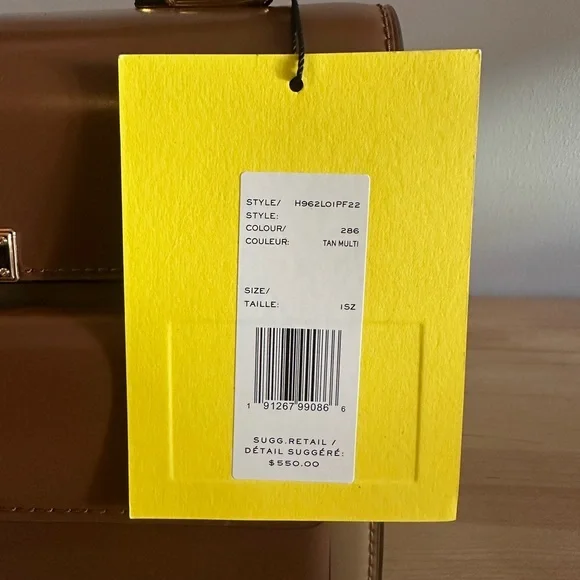 STYLE/ H962L01PF22
STYLE:
COLOUR/ 286
COULEUR: TAN MULTI
SIZE/
TAILLE: 1SZ
1 91267 99086 6
SUGG.RETAIL /
DÉTAIL SUGGÉRÉ:
$550.00